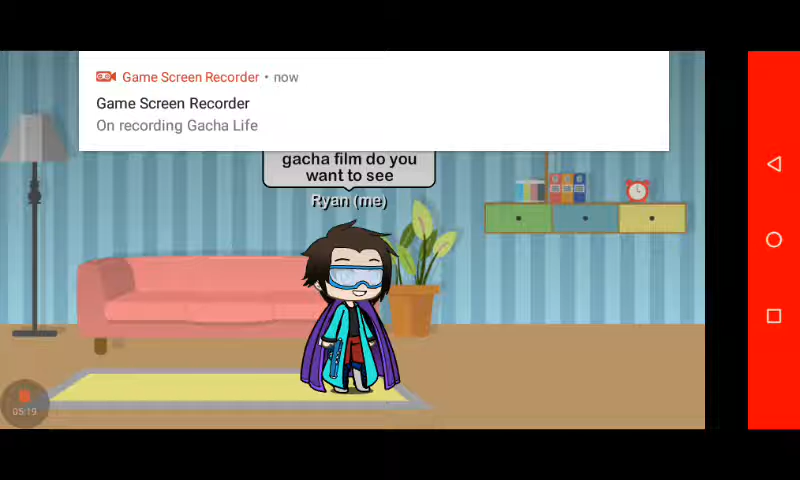 Game Screen Recorder • now
Game Screen Recorder
On recording Gacha Life
gacha film do you
want to see
Ryan (me)
05:19